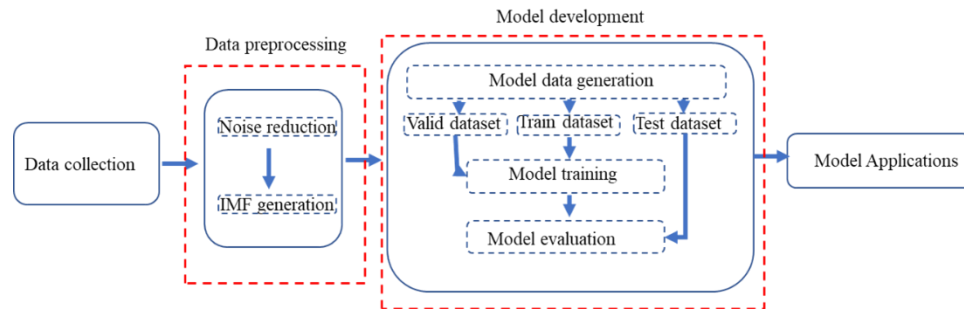 Model development
Data preprocessing
Model data generation
Noise reduction
Valid dataset
Train dataset
Test dataset
Data collection
Model training
Model Applications
IMF generation
Model evaluation